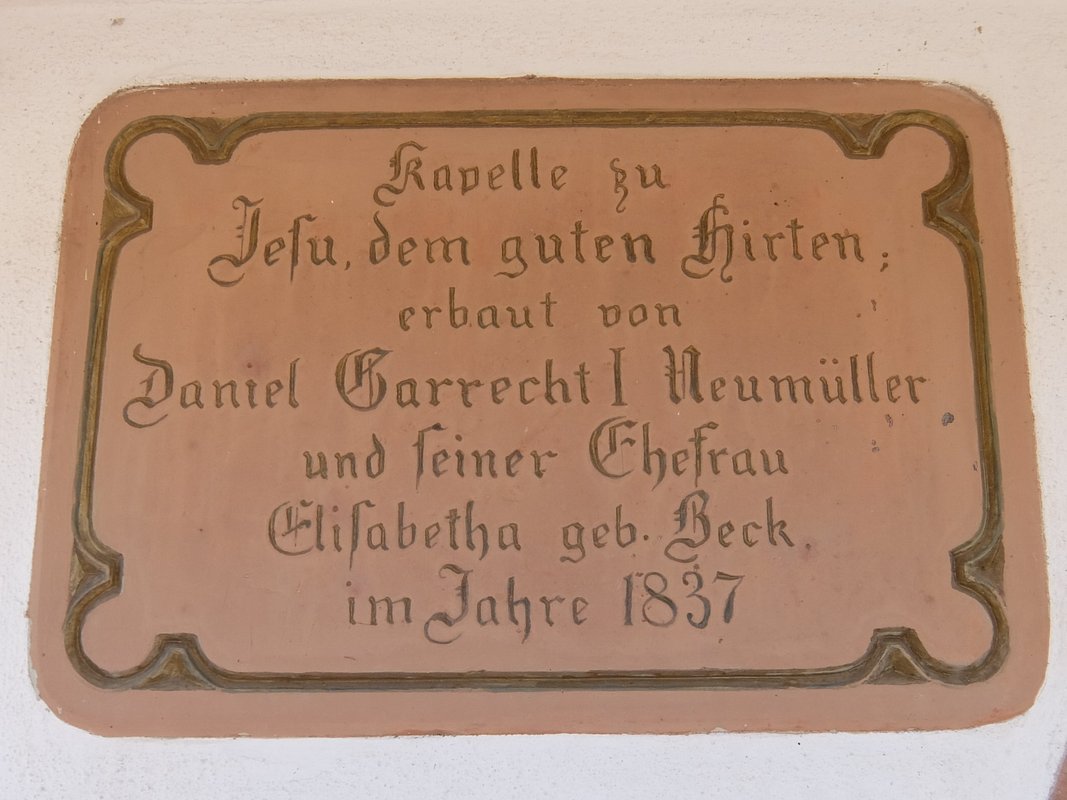 Kapelle zu
Jeſu, dem guten Hirten;
erbaut von
Daniel Garrecht I Neumüller
und ſeiner Ehefrau
Eliſabetha geb. Beck.
im Jahre 1837